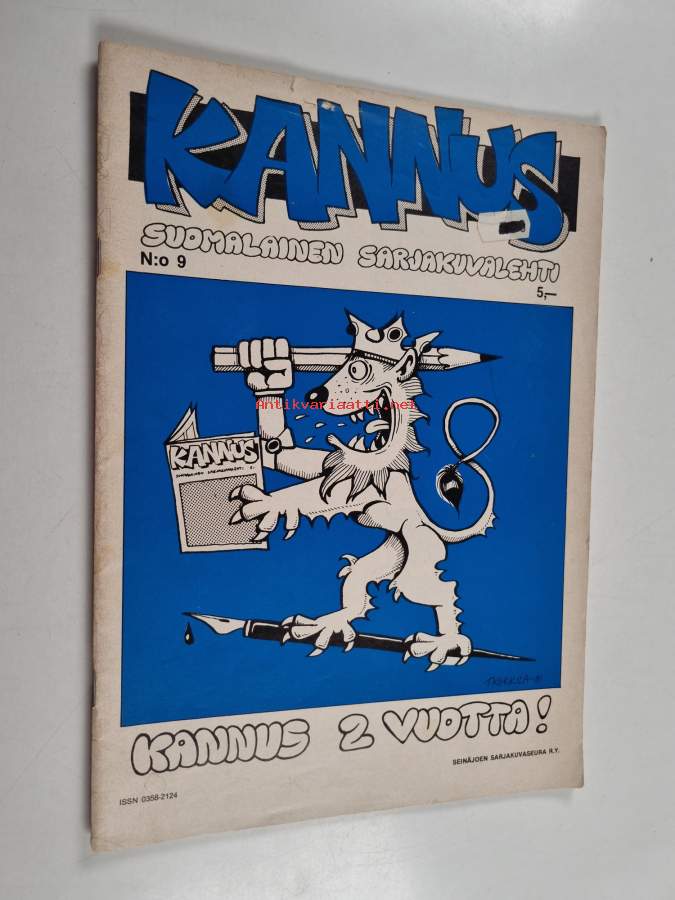 KANNUS
SUOMALAINEN SARJAKUVALEHTI
N:o 9
5,—
Antikvariaatti.net
KANNUS
KANNUS 2 VUOTTA!
SEINÄJOEN SARJAKUVASEURA R.Y.
ISSN 0358-2124